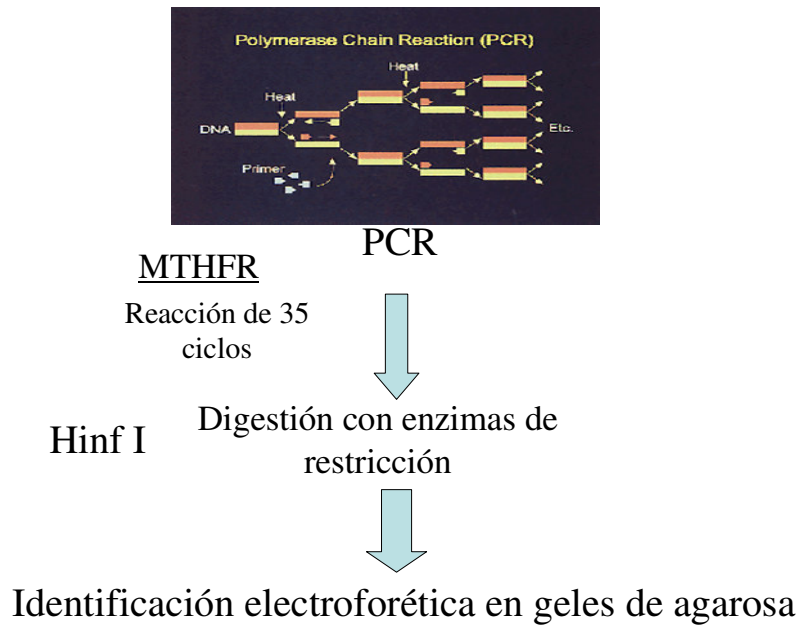 Polymerase Chain Reaction (PCR)
Heat
Heat
DNA
Etc.
Primer
PCR
MTHFR
Reacción de 35
ciclos
Hinf I
Digestión con enzimas de
restricción
Identificación electroforética en geles de agarosa